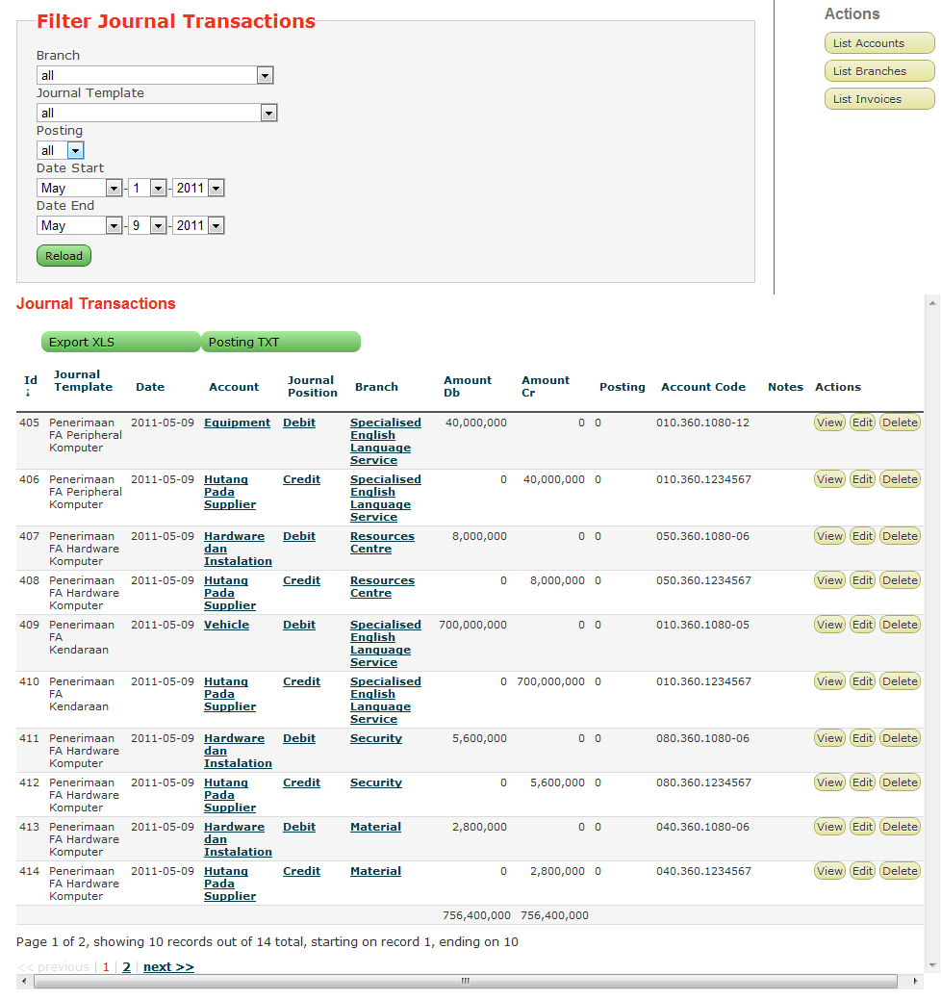 Filter Journal Transactions
Branch
all
Journal Template
all
Posting
all
Date Start
May - 1 - 2011
Date End
May - 9 - 2011
Reload
Actions
List Accounts
List Branches
List Invoices
Journal Transactions
Export XLS Posting TXT
Id ↓ Journal Template Date Account Journal Position Branch Amount Db Amount Cr Posting Account Code Notes Actions
405 Penerimaan FA Peripheral Komputer 2011-05-09 Equipment Debit Specialised English Language Service 40,000,000 0 0 010.360.1080-12 View Edit Delete
406 Penerimaan FA Peripheral Komputer 2011-05-09 Hutang Pada Supplier Credit Specialised English Language Service 0 40,000,000 0 010.360.1234567 View Edit Delete
407 Penerimaan FA Hardware Komputer 2011-05-09 Hardware dan Instalation Debit Resources Centre 8,000,000 0 0 050.360.1080-06 View Edit Delete
408 Penerimaan FA Hardware Komputer 2011-05-09 Hutang Pada Supplier Credit Resources Centre 0 8,000,000 0 050.360.1234567 View Edit Delete
409 Penerimaan FA Kendaraan 2011-05-09 Vehicle Debit Specialised English Language Service 700,000,000 0 0 010.360.1080-05 View Edit Delete
410 Penerimaan FA Kendaraan 2011-05-09 Hutang Pada Supplier Credit Specialised English Language Service 0 700,000,000 0 010.360.1234567 View Edit Delete
411 Penerimaan FA Hardware Komputer 2011-05-09 Hardware dan Instalation Debit Security 5,600,000 0 0 080.360.1080-06 View Edit Delete
412 Penerimaan FA Hardware Komputer 2011-05-09 Hutang Pada Supplier Credit Security 0 5,600,000 0 080.360.1234567 View Edit Delete
413 Penerimaan FA Hardware Komputer 2011-05-09 Hardware dan Instalation Debit Material 2,800,000 0 0 040.360.1080-06 View Edit Delete
414 Penerimaan FA Hardware Komputer 2011-05-09 Hutang Pada Supplier Credit Material 0 2,800,000 0 040.360.1234567 View Edit Delete
756,400,000 756,400,000
Page 1 of 2, showing 10 records out of 14 total, starting on record 1, ending on 10
<< previous | 1 | 2 | next >>